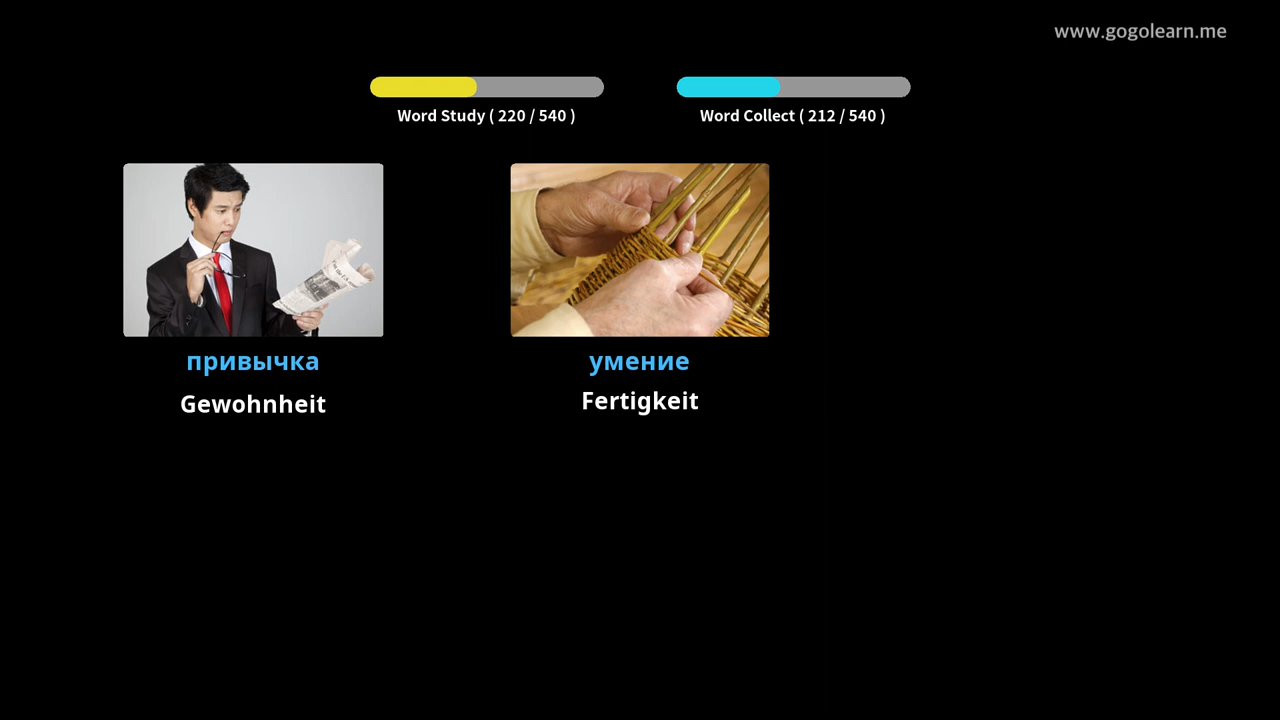 www.gogolearn.me
Word Study ( 220 / 540 )
Word Collect ( 212 / 540 )
привычка
умение
Gewohnheit
Fertigkeit